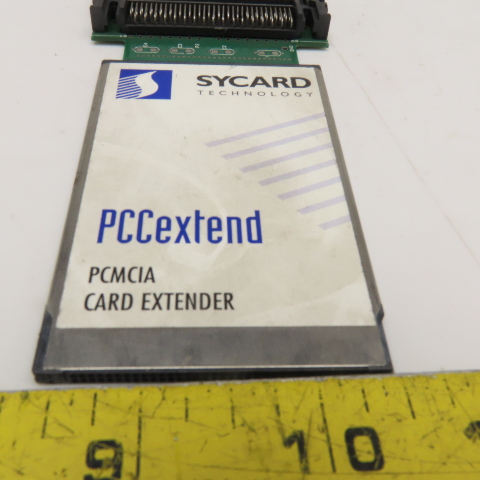 SYCARD
TECHNOLOGY
PCCextend
PCMCIA
CARD EXTENDER
9
10